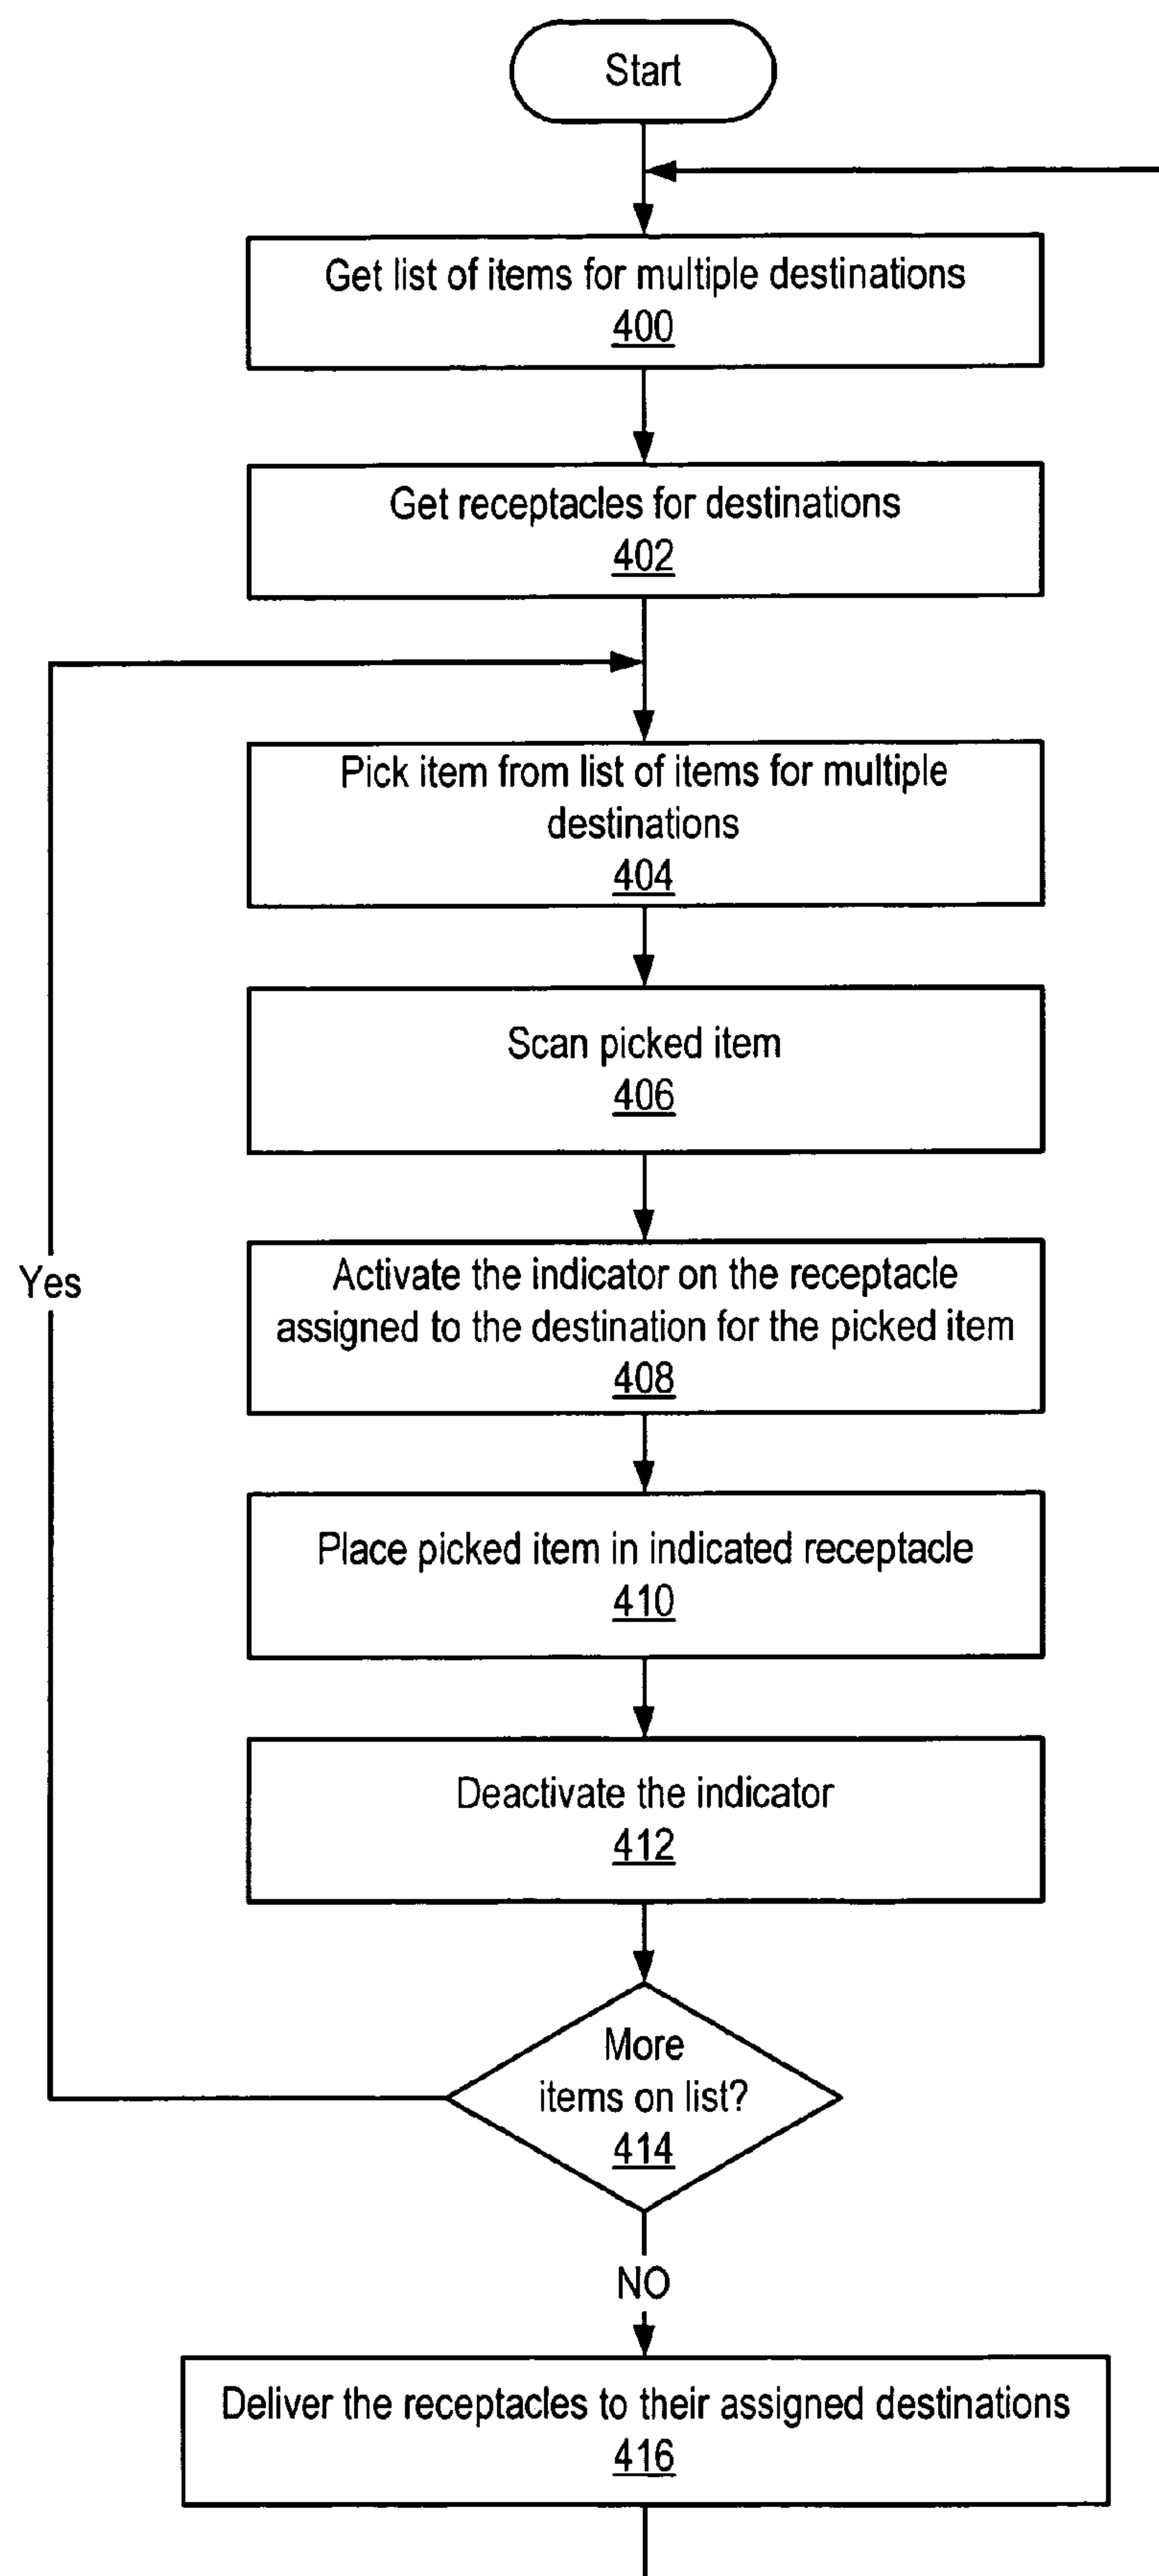 Start
Get list of items for multiple destinations
400
Get receptacles for destinations
402
Pick item from list of items for multiple
destinations
404
Scan picked item
406
Activate the indicator on the receptacle
assigned to the destination for the picked item
408
Yes
Place picked item in indicated receptacle
410
Deactivate the indicator
412
More
items on list?
414
NO
Deliver the receptacles to their assigned destinations
416